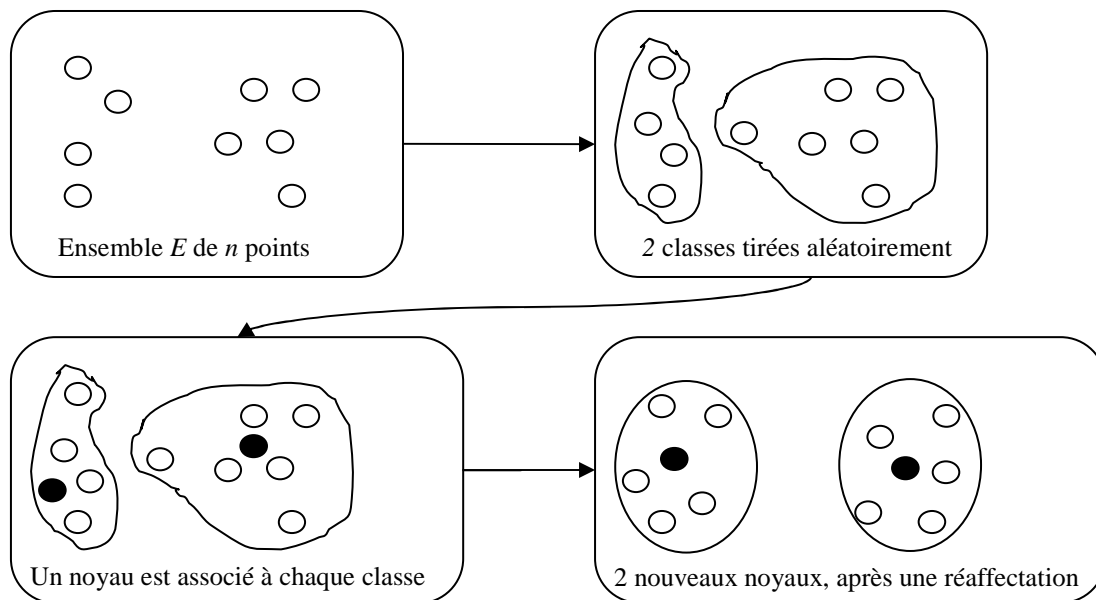 Ensemble E de n points
2 classes tirées aléatoirement
Un noyau est associé à chaque classe
2 nouveaux noyaux, après une réaffectation